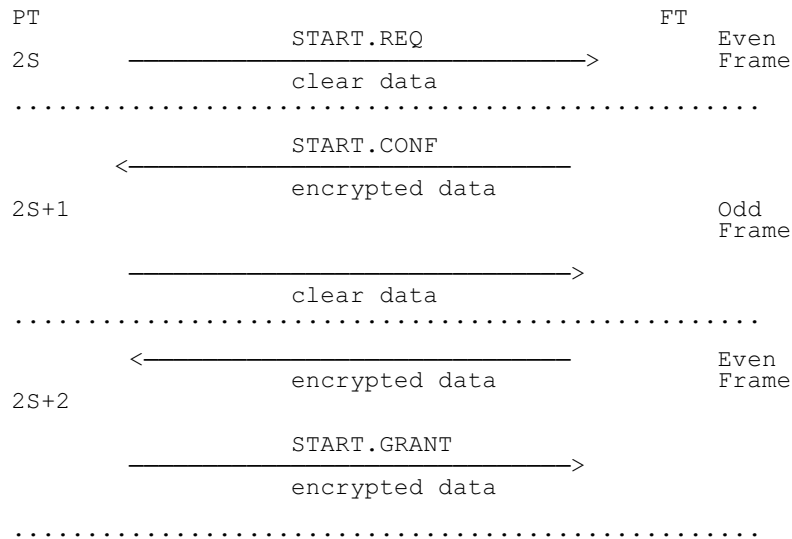 PT FT
START.REQ Even
2S Frame
clear data
START.CONF
encrypted data
2S+1 Odd
Frame
clear data
Even
encrypted data Frame
2S+2
START.GRANT
encrypted data